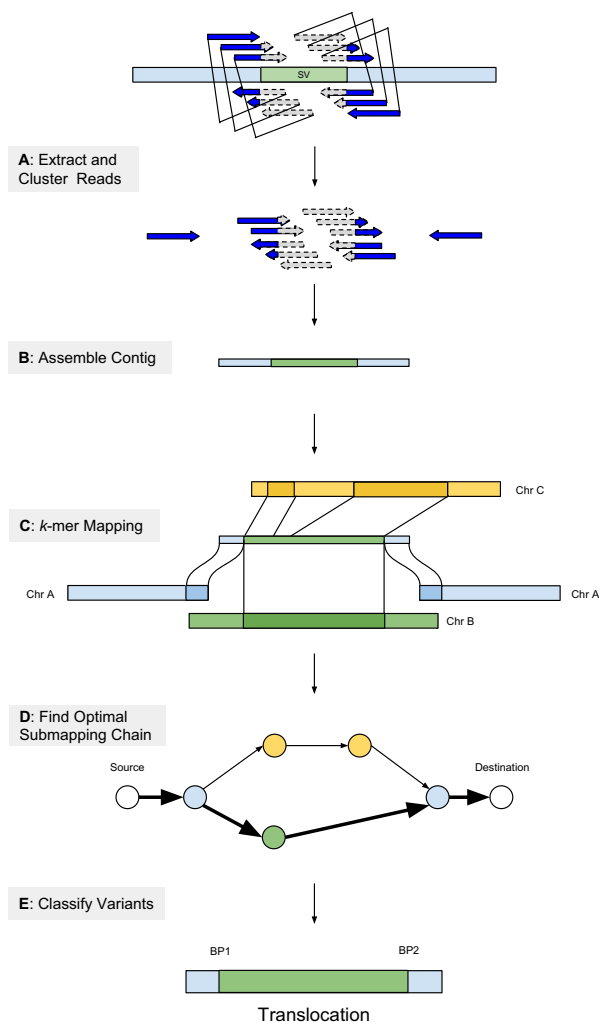 SV
A: Extract and
Cluster Reads
B: Assemble Contig
Chr C
C: k-mer Mapping
Chr A
Chr A
Chr B
D: Find Optimal
Submapping Chain
Source
Destination
E: Classify Variants
BP1
BP2
Translocation